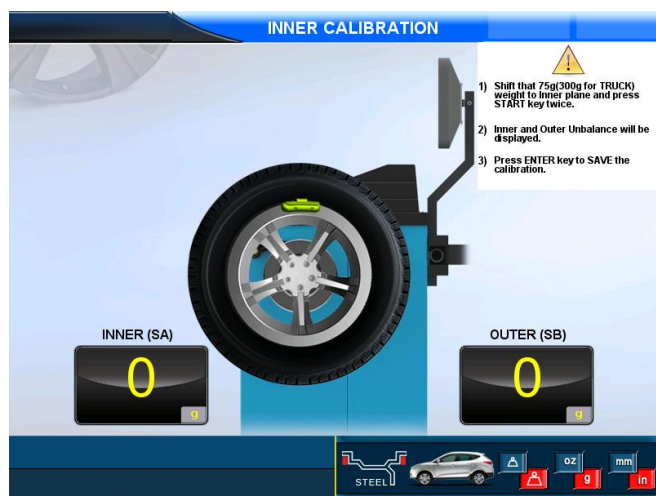 INNER CALIBRATION
1) Shift that 75g(300g for TRUCK)
weight to Inner plane and press
START key twice.
2) Inner and Outer Unbalance will be
displayed.
3) Press ENTER key to SAVE the
calibration.
INNER (SA)
0
g
OUTER (SB)
0
g
STEEL
oz
g
mm
in